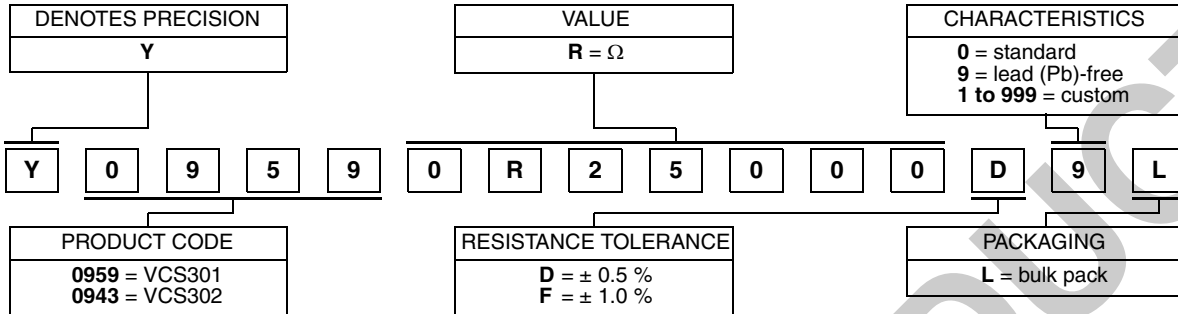 DENOTES PRECISION
Y
VALUE
R = Ω
CHARACTERISTICS
0 = standard
9 = lead (Pb)-free
1 to 999 = custom
Y 0 9 5 9 0 R 2 5 0 0 0 D 9 L
PRODUCT CODE
0959 = VCS301
0943 = VCS302
RESISTANCE TOLERANCE
D = ± 0.5 %
F = ± 1.0 %
PACKAGING
L = bulk pack